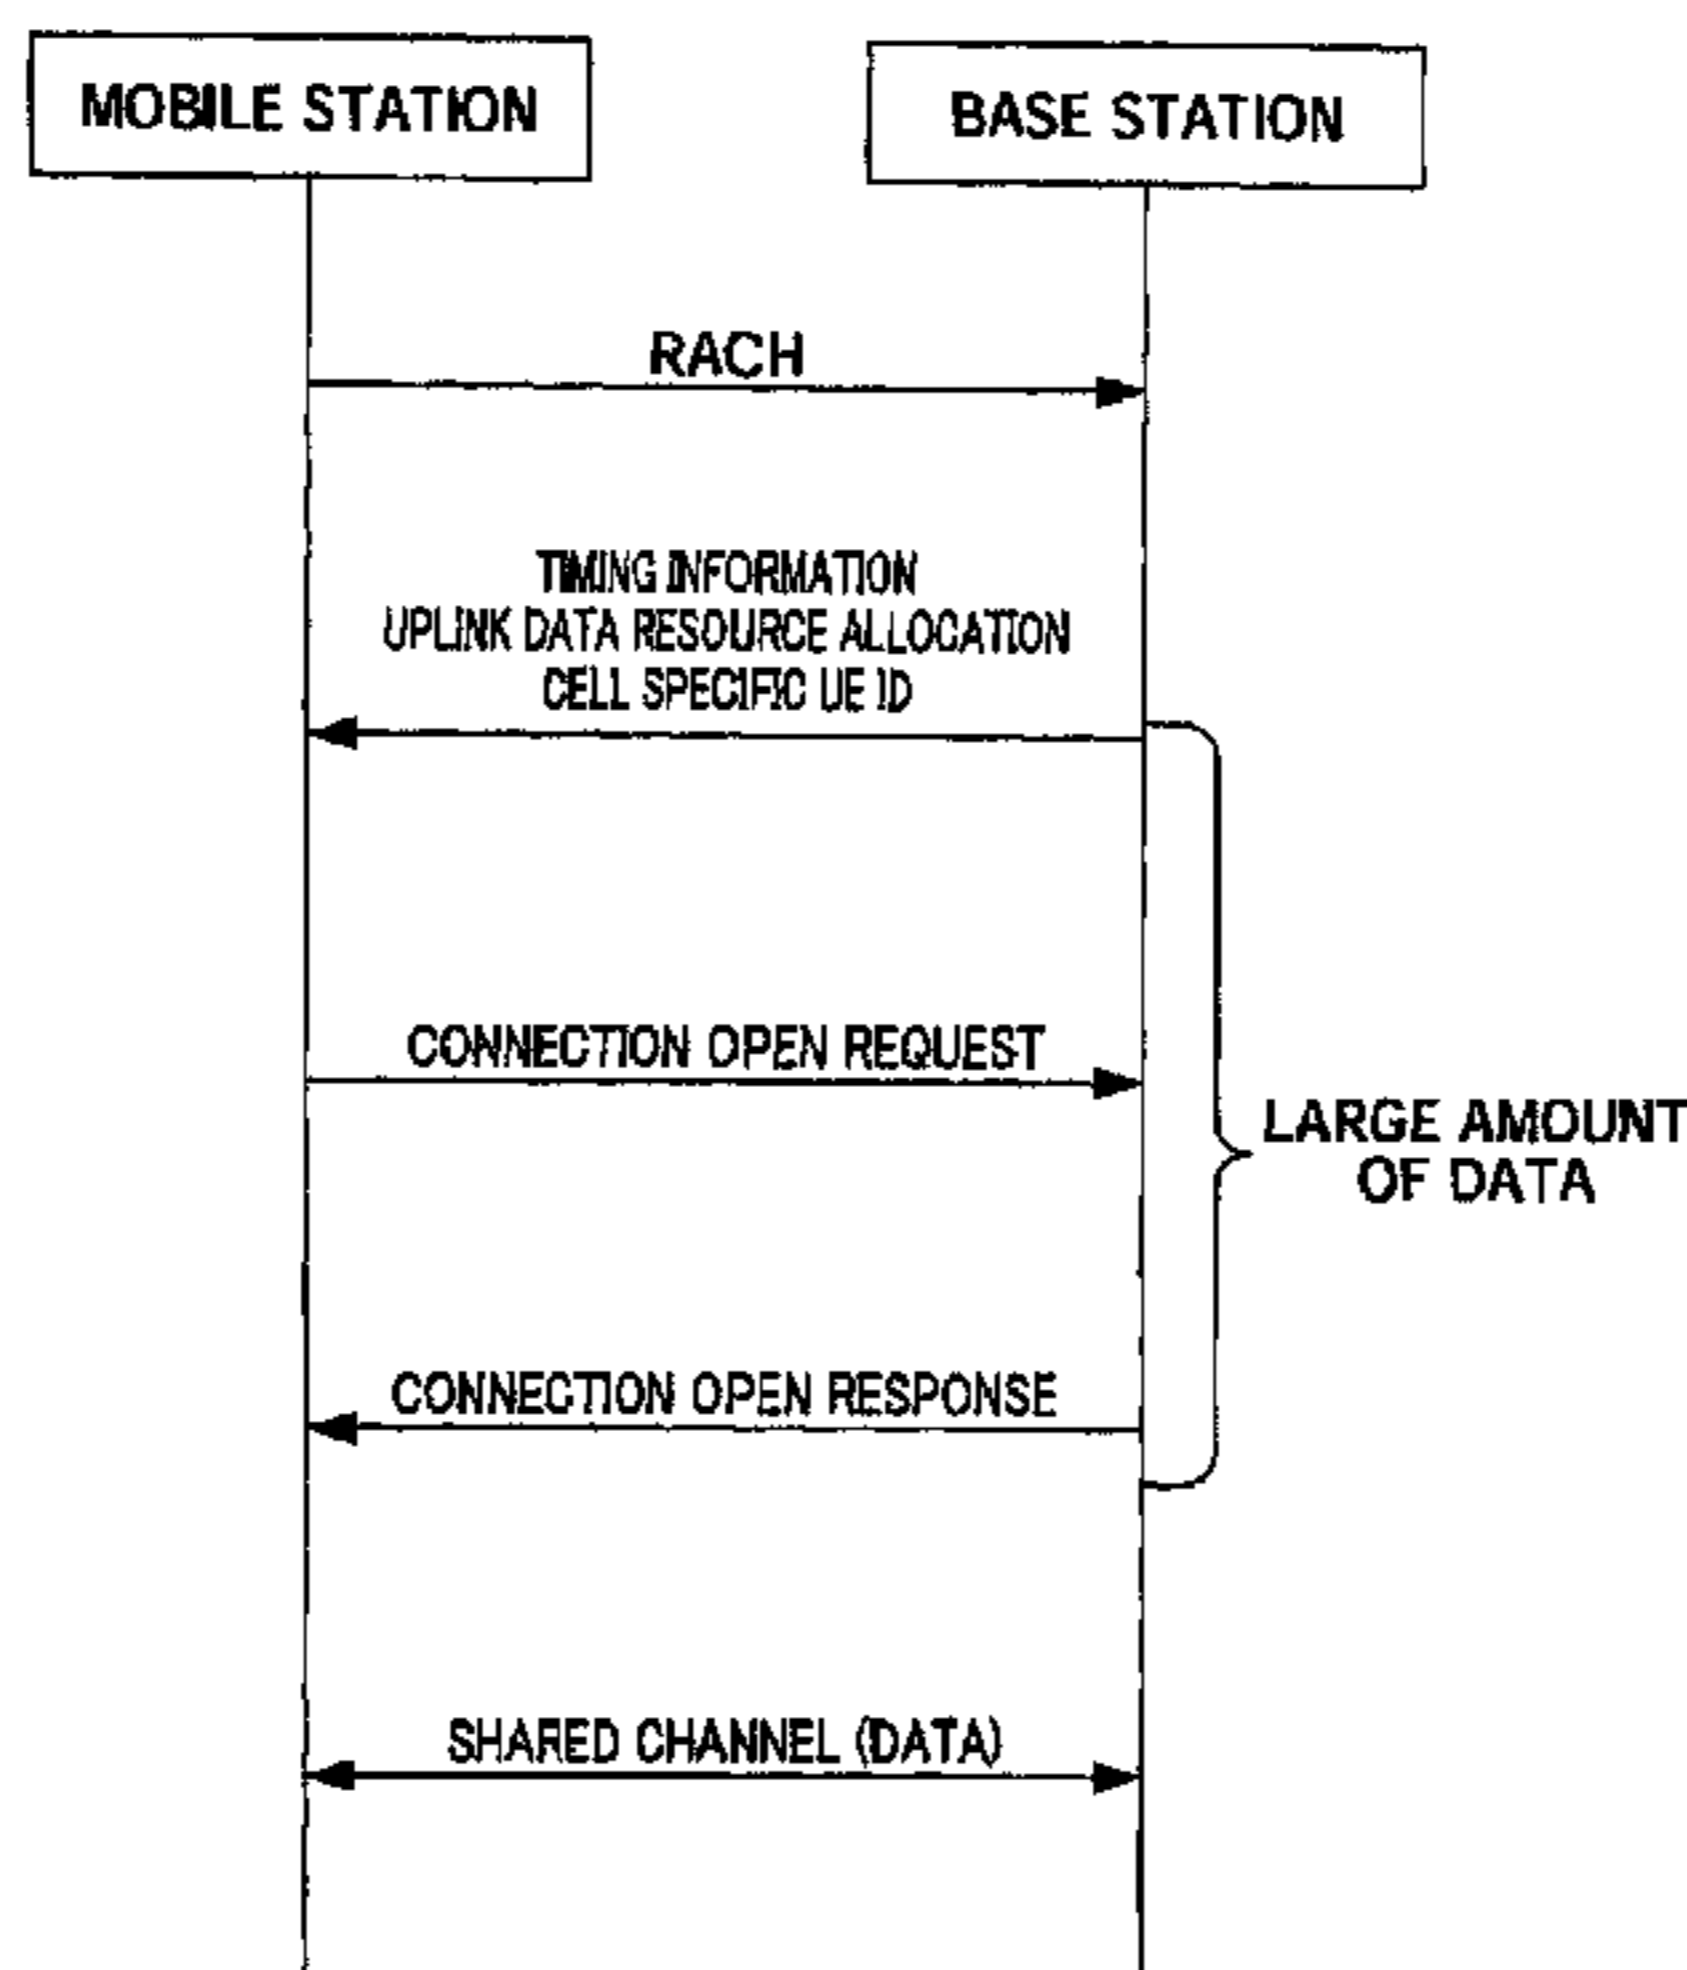 MOBILE STATION
BASE STATION
RACH
TIMING INFORMATION
UPLINK DATA RESOURCE ALLOCATION
CELL SPECIFIC UE ID
CONNECTION OPEN REQUEST
LARGE AMOUNT
OF DATA
CONNECTION OPEN RESPONSE
SHARED CHANNEL (DATA)